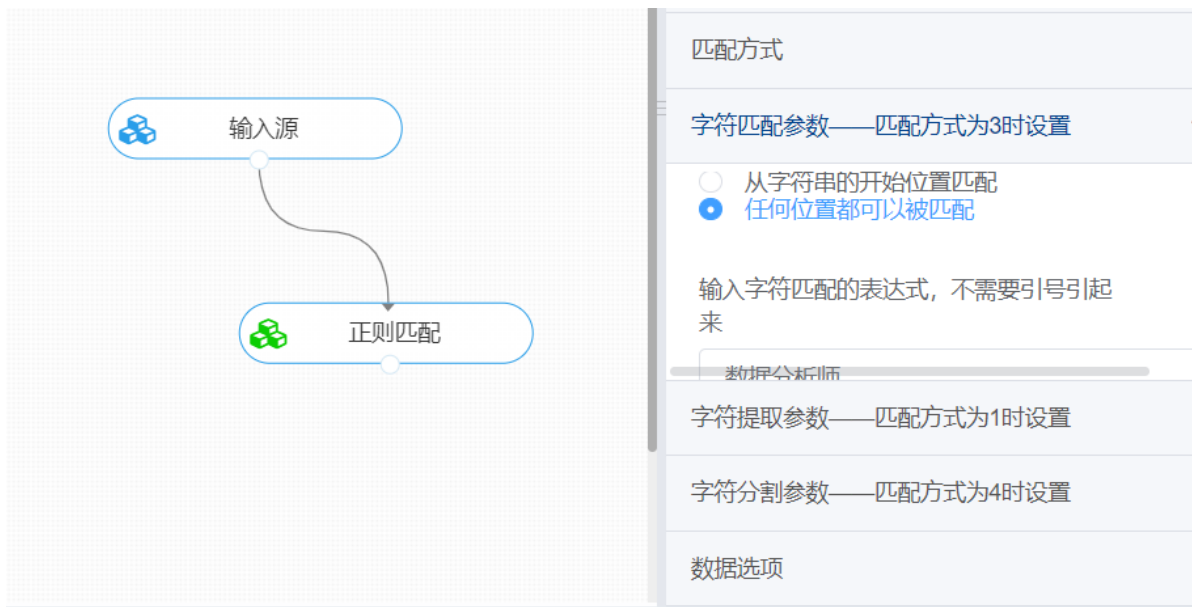 输入源
正则匹配
匹配方式
字符匹配参数——匹配方式为3时设置
从字符串的开始位置匹配
任何位置都可以被匹配
输入字符匹配的表达式，不需要引号引起
来
数据分析师
字符提取参数——匹配方式为1时设置
字符分割参数——匹配方式为4时设置
数据选项